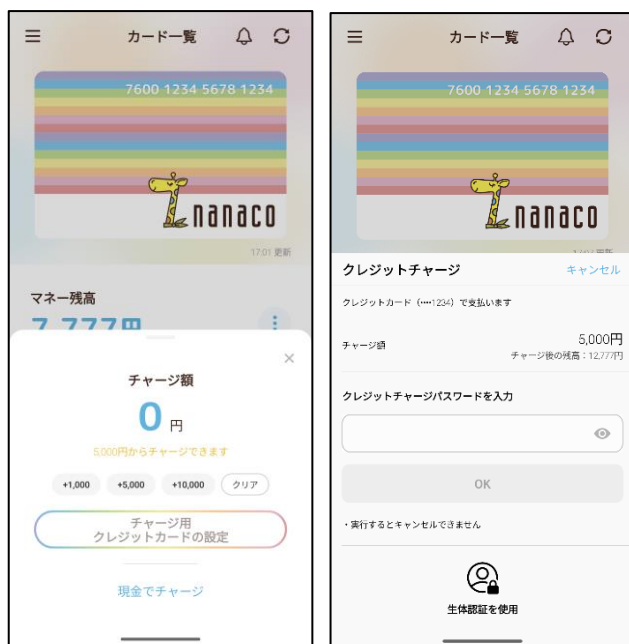 カード一覧
7600 1234 5678 1234
nanaco
17:01 更新
マネー残高
7,777円
チャージ額
0 円
5,000円からチャージできます
+1,000 +5,000 +10,000 クリア
チャージ用
クレジットカードの設定
現金でチャージ
カード一覧
7600 1234 5678 1234
nanaco
クレジットチャージ キャンセル
クレジットカード（••••1234）で支払います
チャージ額 5,000円
チャージ後の残高：12,777円
クレジットチャージパスワードを入力
OK
・実行するとキャンセルできません
生体認証を使用